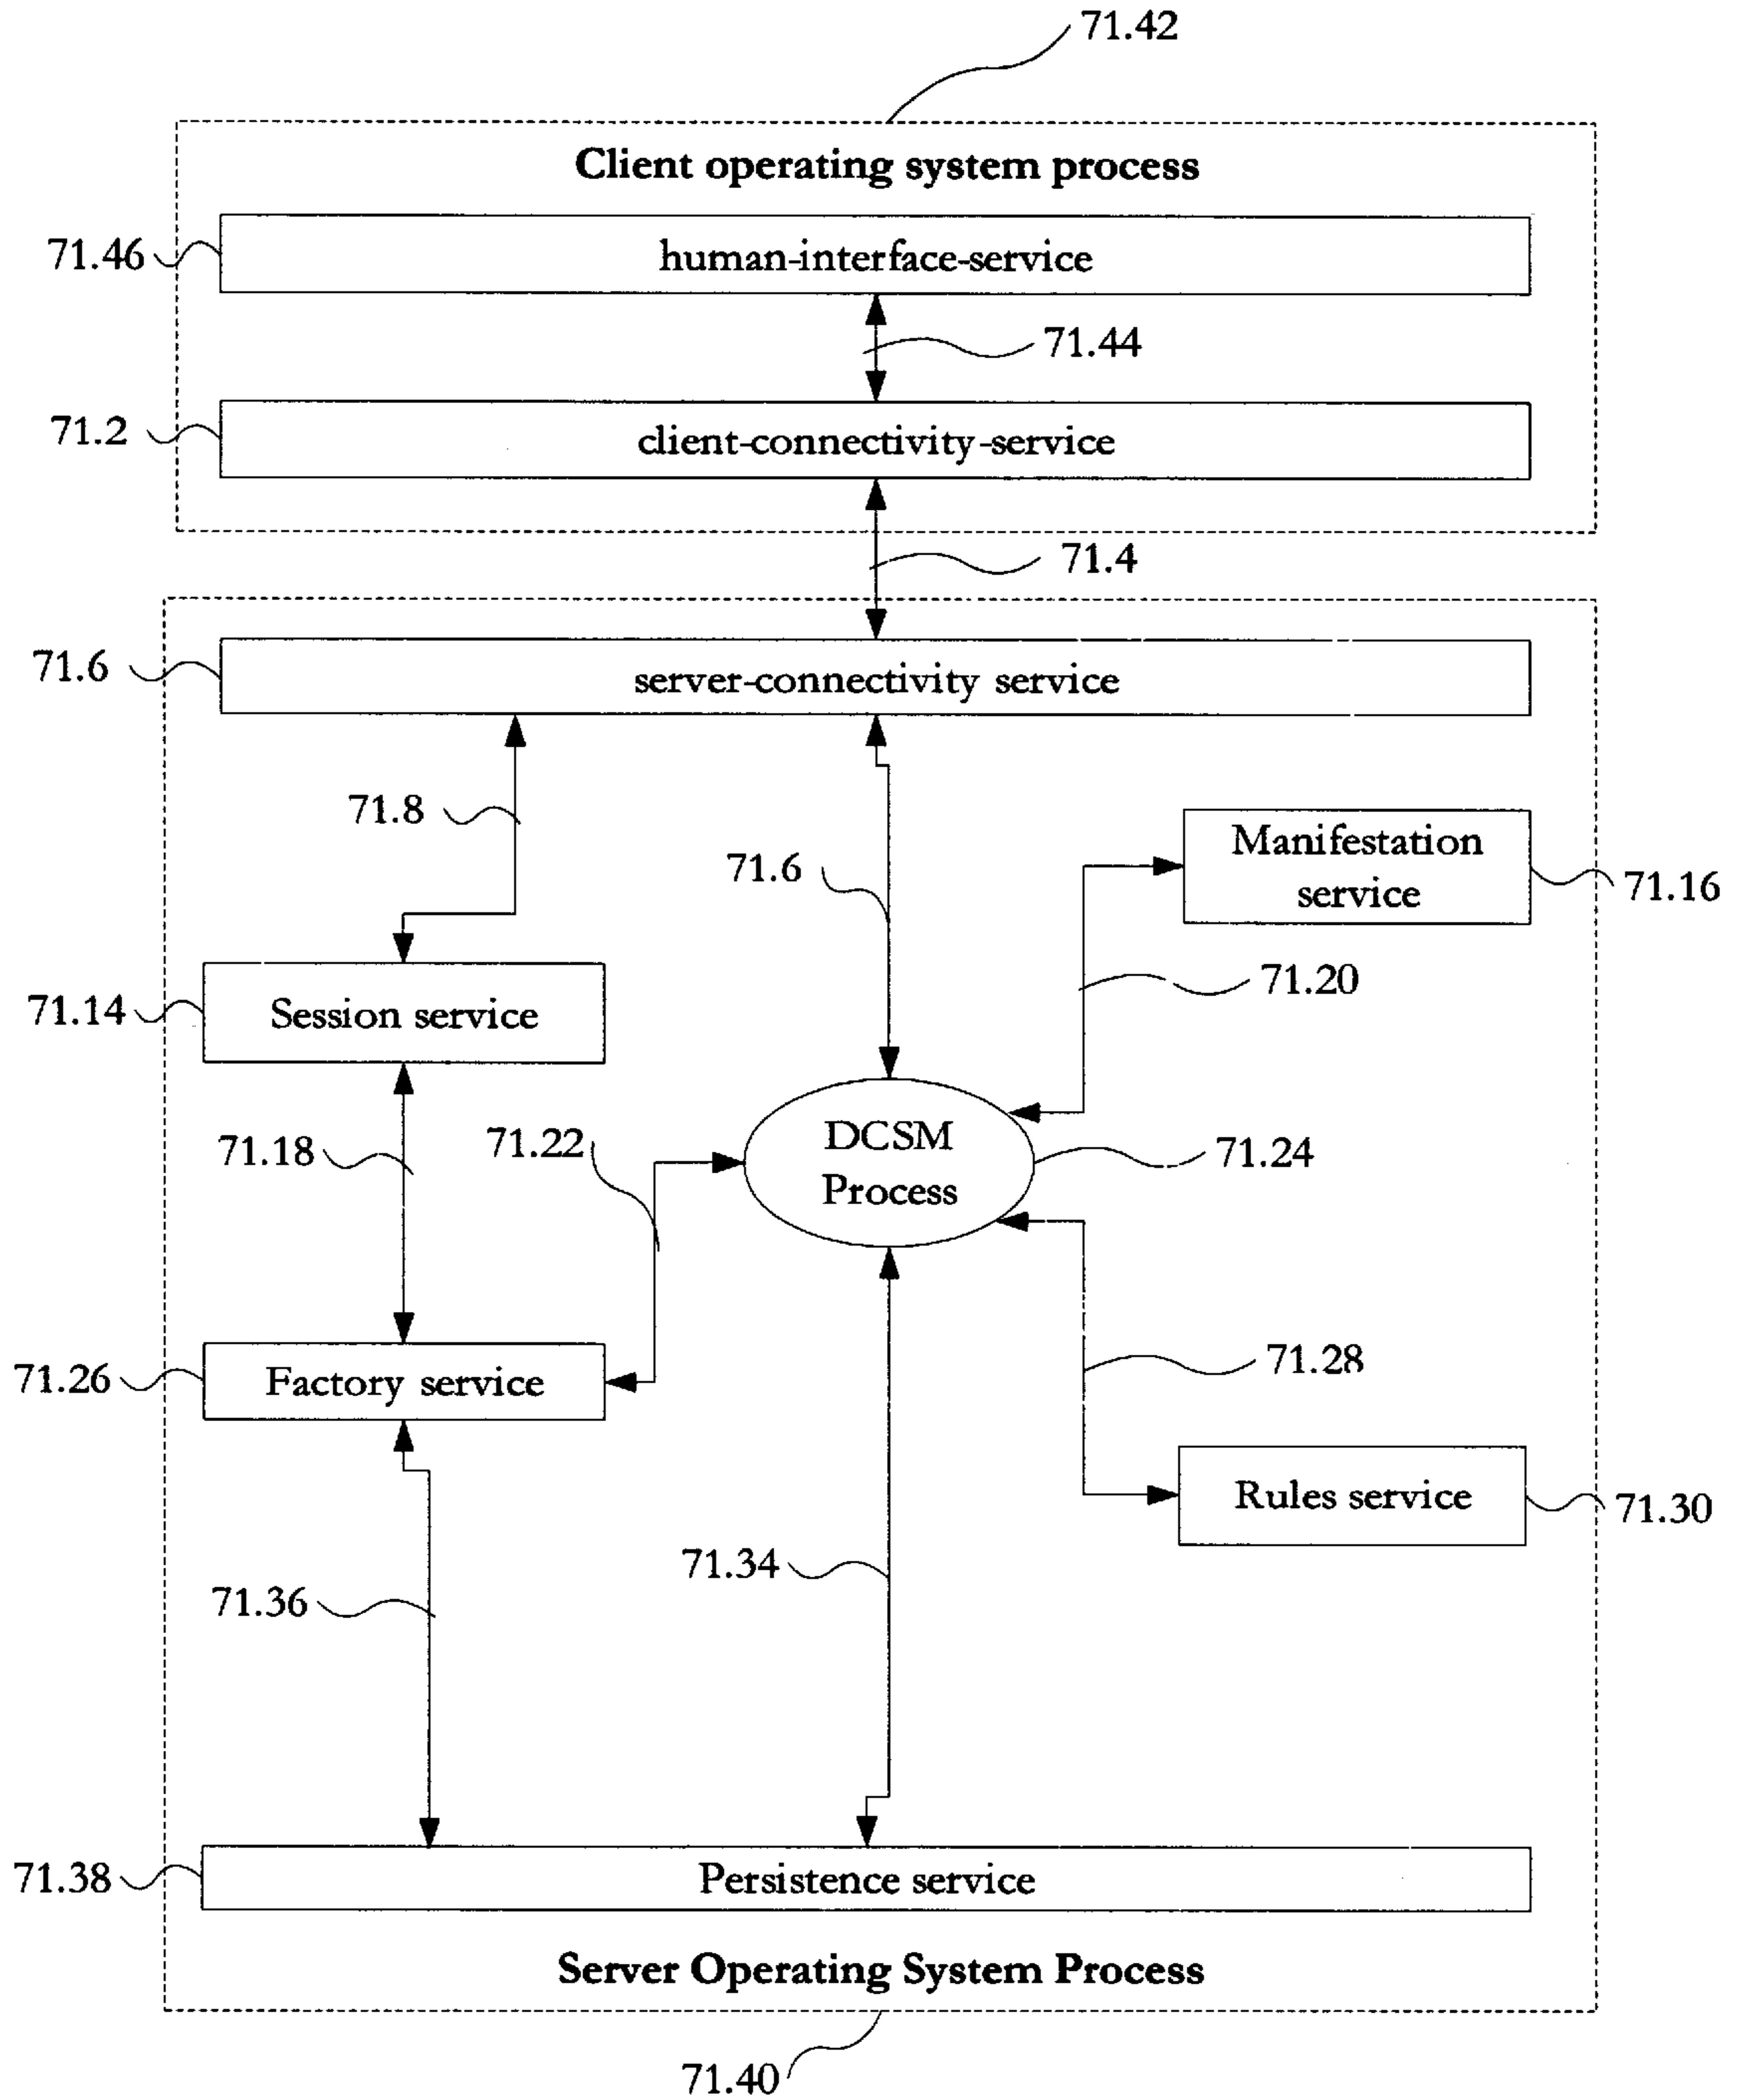 71.42
Client operating system process
71.46
human-interface-service
71.44
71.2
client-connectivity-service
71.4
71.6
server-connectivity service
71.8
71.6
Manifestation
service
71.16
71.20
71.14
Session service
71.18
71.22
DCSM
Process
71.24
71.26
Factory service
71.28
Rules service
71.30
71.34
71.36
71.38
Persistence service
Server Operating System Process
71.40